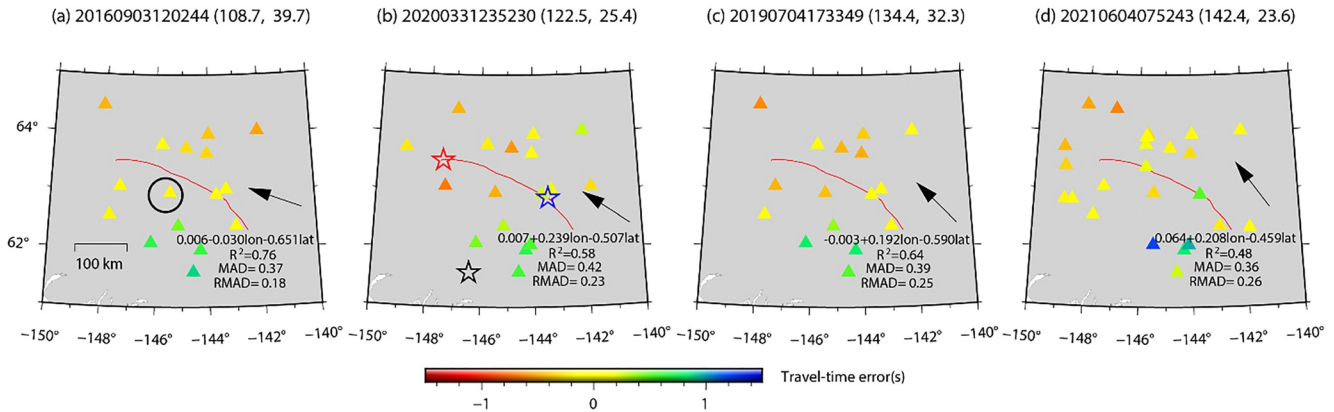 (a) 20160903120244 (108.7, 39.7)
(b) 20200331235230 (122.5, 25.4)
(c) 20190704173349 (134.4, 32.3)
(d) 20210604075243 (142.4, 23.6)
64°
62°
100 km
0.006-0.030lon-0.651lat
R²=0.76
MAD= 0.37
RMAD= 0.18
0.007+0.239lon-0.507lat
R²=0.58
MAD= 0.42
RMAD= 0.23
-0.003+0.192lon-0.590lat
R²=0.64
MAD= 0.39
RMAD= 0.25
0.064+0.208lon-0.459lat
R²=0.48
MAD= 0.36
RMAD= 0.26
−150° −148° −146° −144° −142° −140°
−150° −148° −146° −144° −142° −140°
−150° −148° −146° −144° −142° −140°
−150° −148° −146° −144° −142° −140°
−1 0 1
Travel-time error(s)